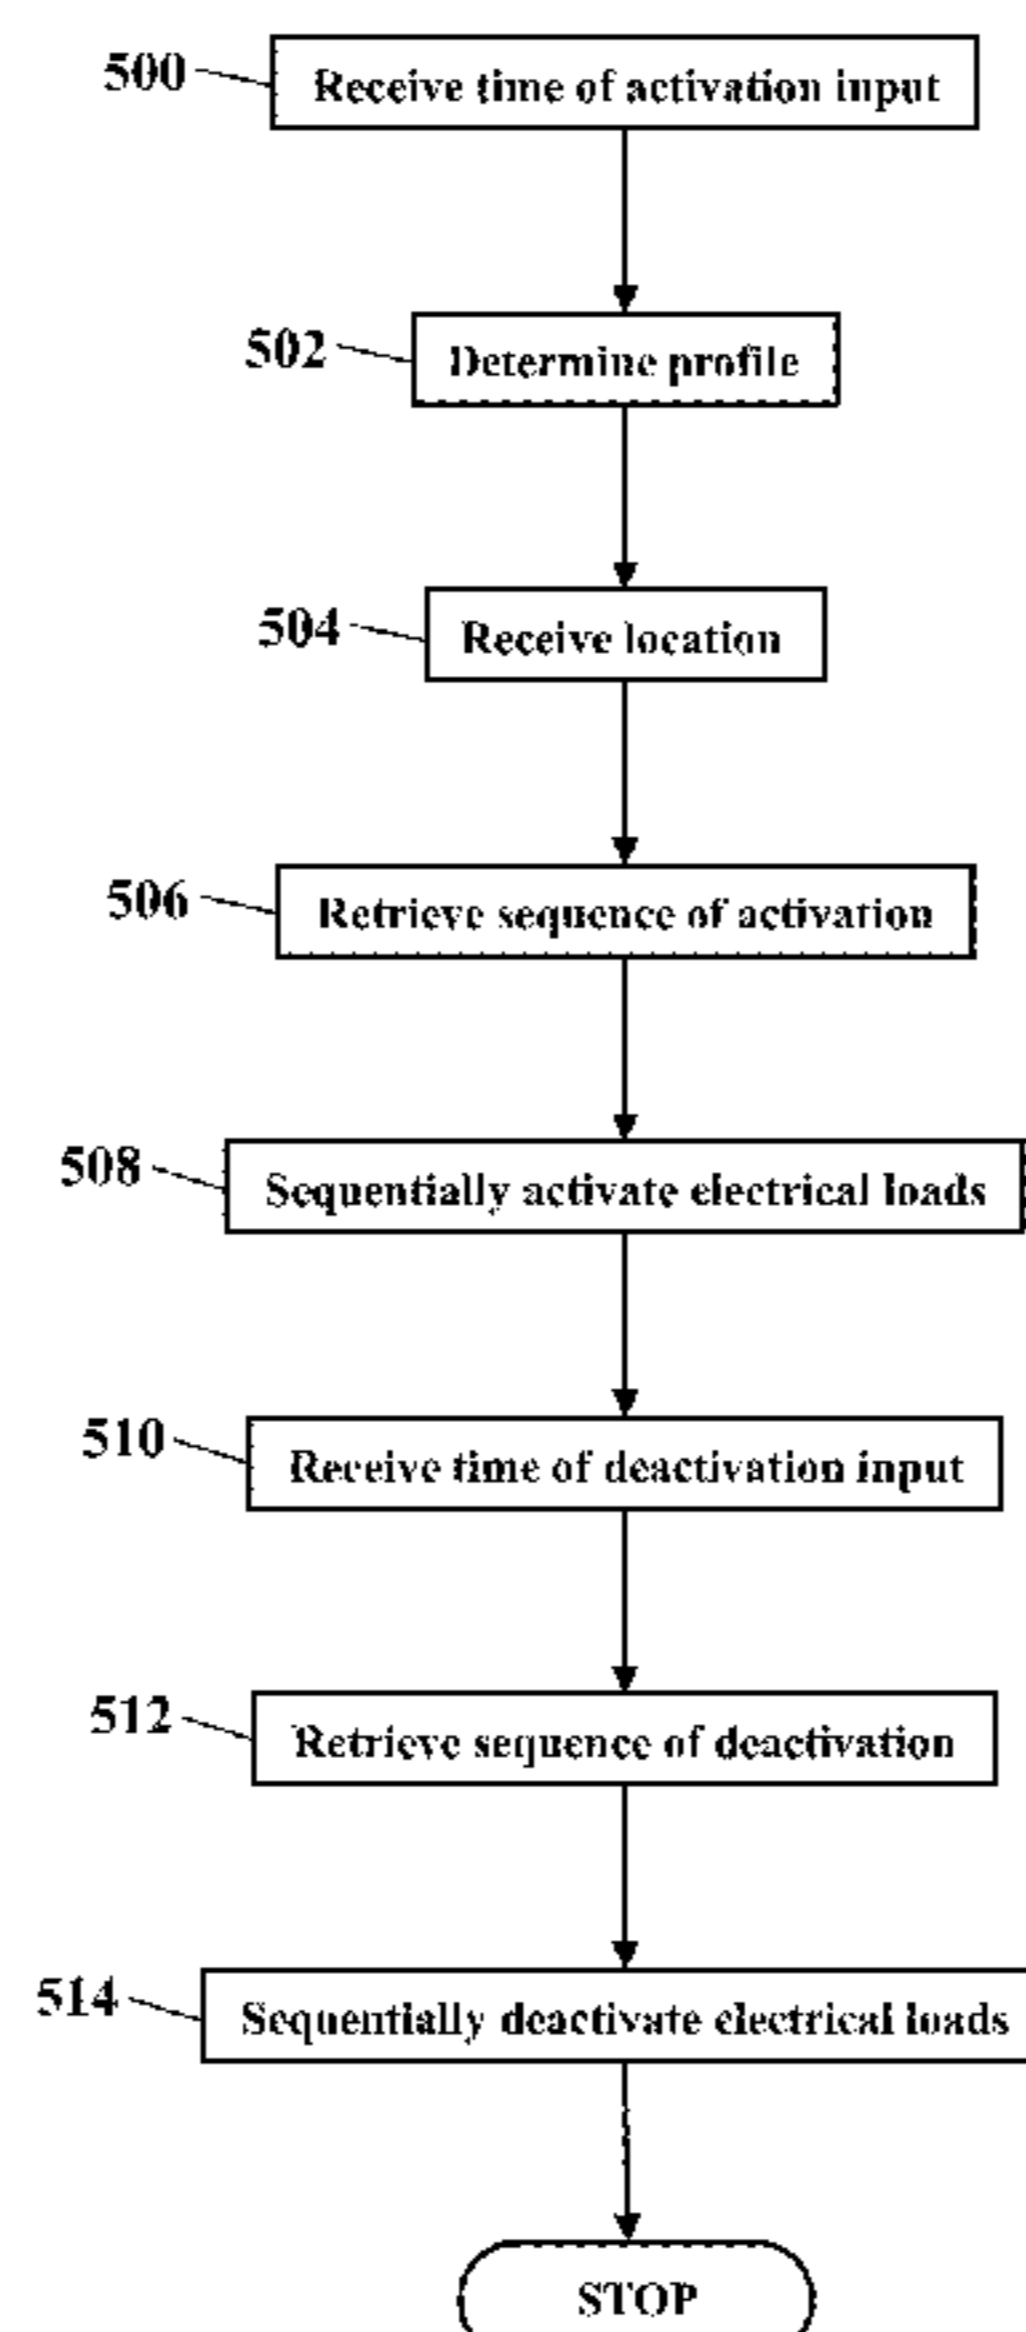 500 Receive time of activation input
502 Determine profile
504 Receive location
506 Retrieve sequence of activation
508 Sequentially activate electrical loads
510 Receive time of deactivation input
512 Retrieve sequence of deactivation
514 Sequentially deactivate electrical loads
STOP